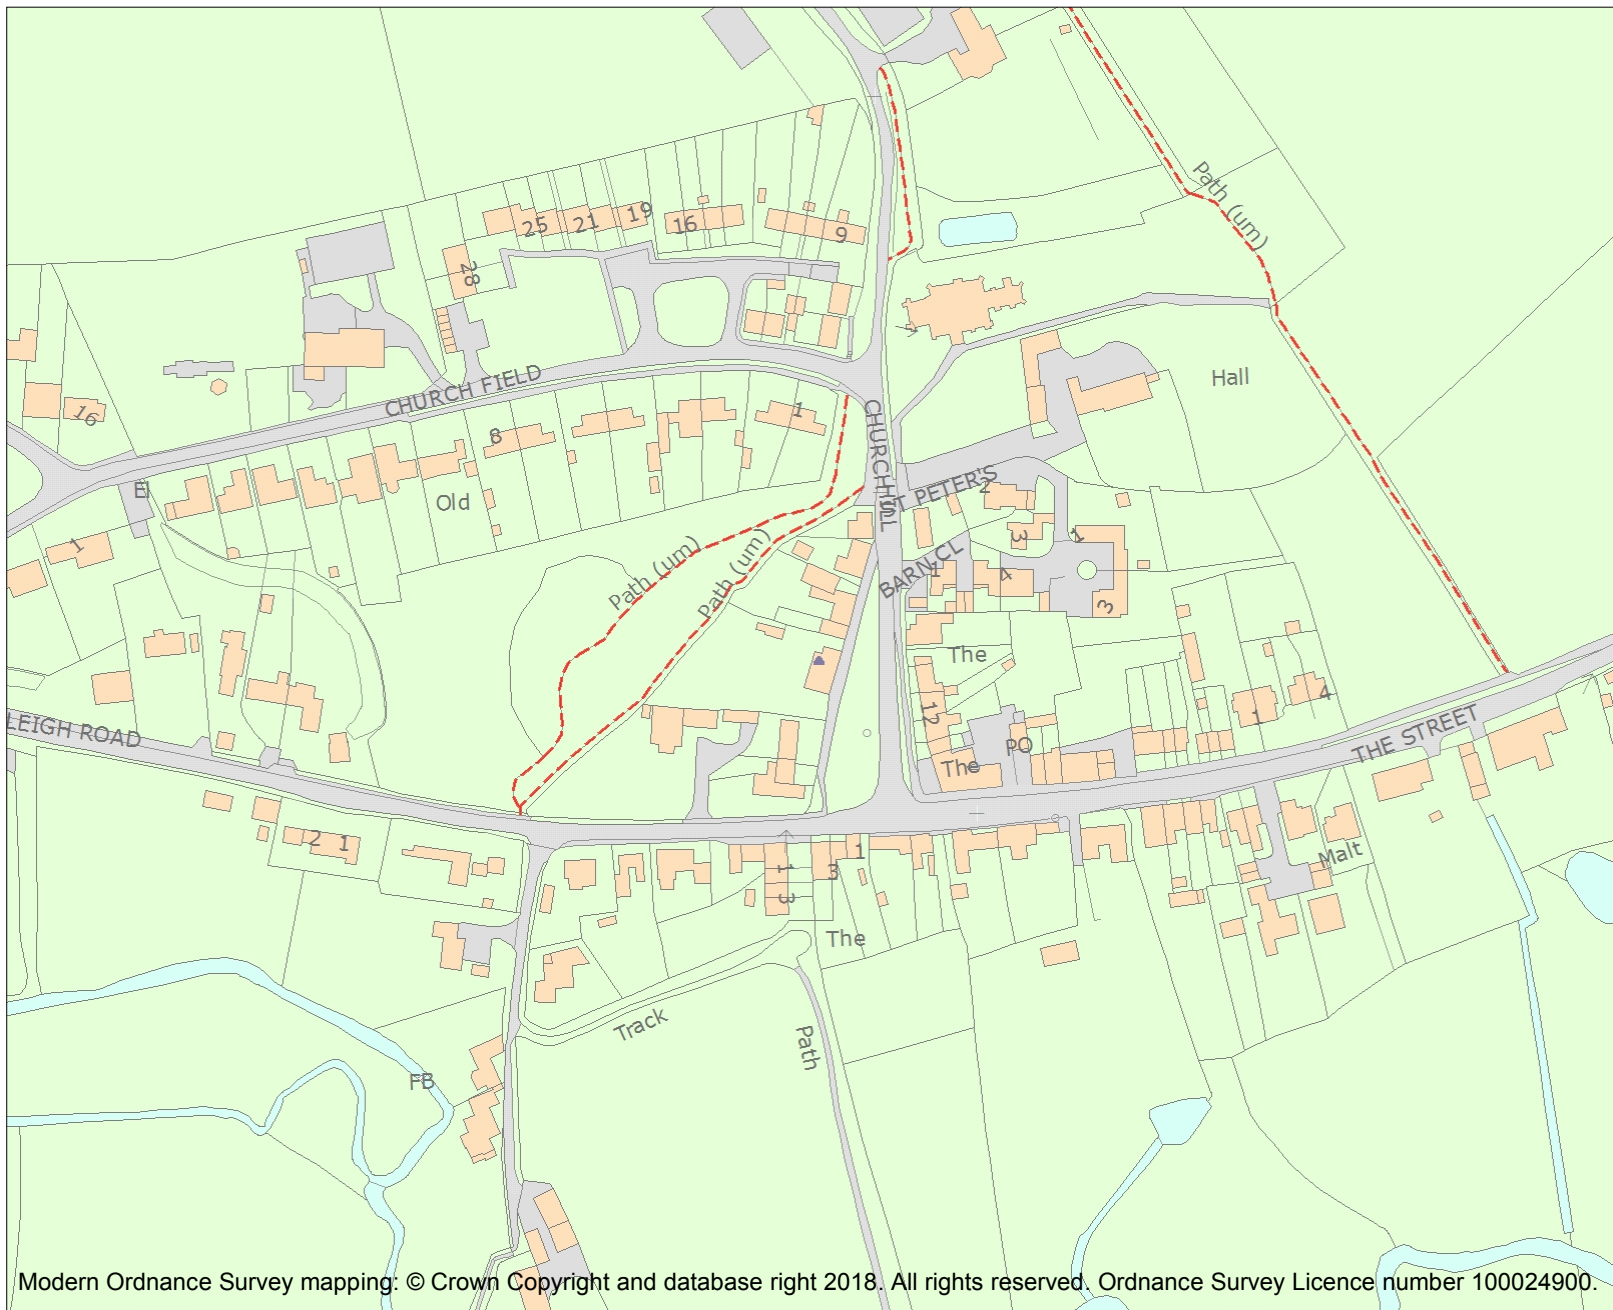 Path (um)
25
21
19
16
9
28
CHURCH FIELD
Hall
16
1
8
CHURCH HILL
El
Old
ST PETER'S
2
1
3
1
Path (um)
Path (um)
BARN CL
1
4
3
The
LEIGH ROAD
12
PO
The
1
4
THE STREET
2
1
1
3
1
3
Malt
The
Track
Path
FB
Modern Ordnance Survey mapping: © Crown Copyright and database right 2018. All rights reserved. Ordnance Survey Licence number 100024900.